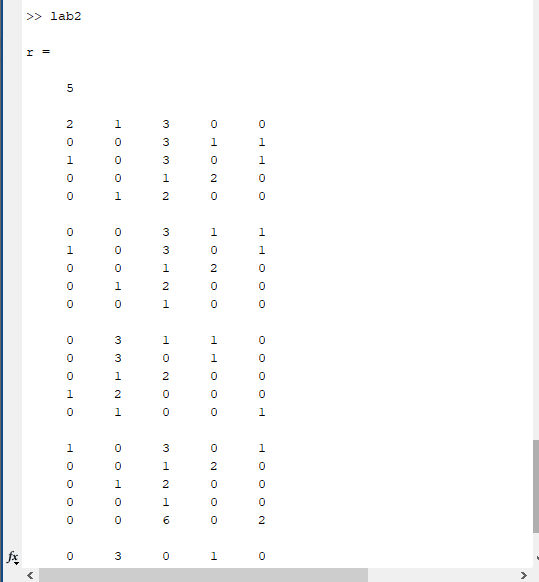 >> lab2
r =
5
2 1 3 0 0
0 0 3 1 1
1 0 3 0 1
0 0 1 2 0
0 1 2 0 0
0 0 3 1 1
1 0 3 0 1
0 0 1 2 0
0 1 2 0 0
0 0 1 0 0
0 3 1 1 0
0 3 0 1 0
0 1 2 0 0
1 2 0 0 0
0 1 0 0 1
1 0 3 0 1
0 0 1 2 0
0 1 2 0 0
0 0 1 0 0
0 0 6 0 2
fx 0 3 0 1 0